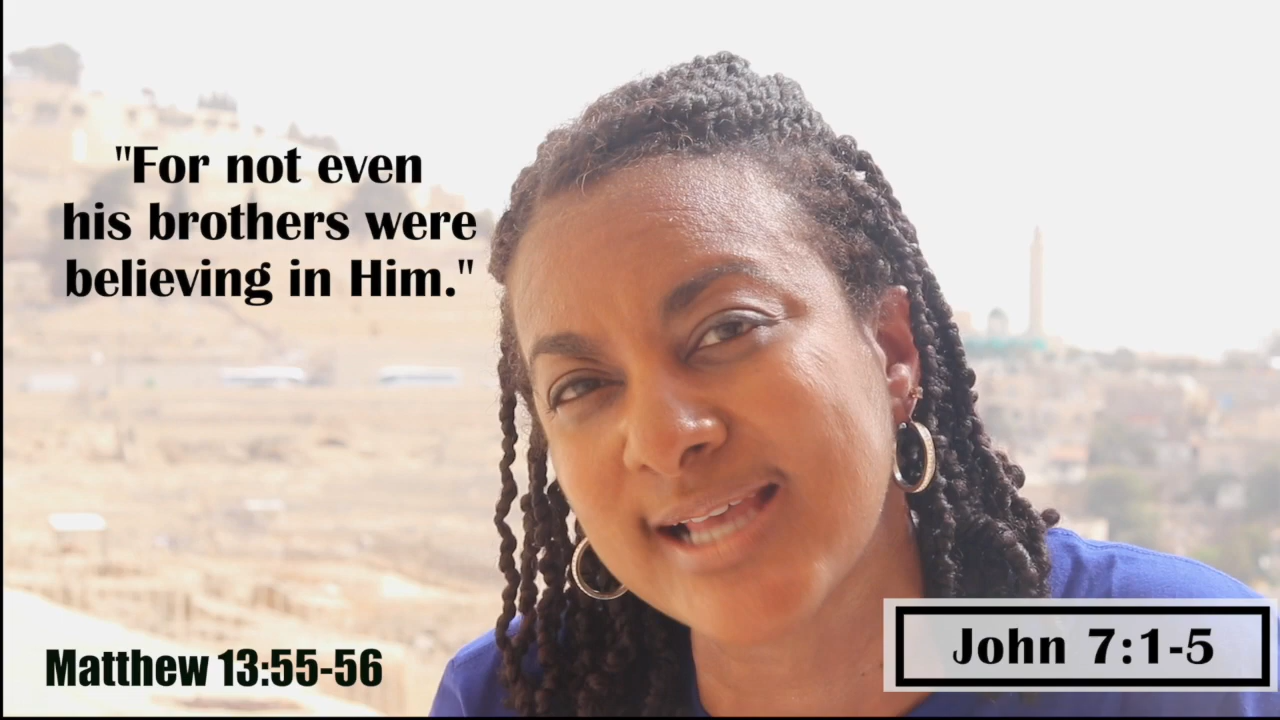 "For not even
his brothers were
believing in Him."
Matthew 13:55-56
John 7:1-5